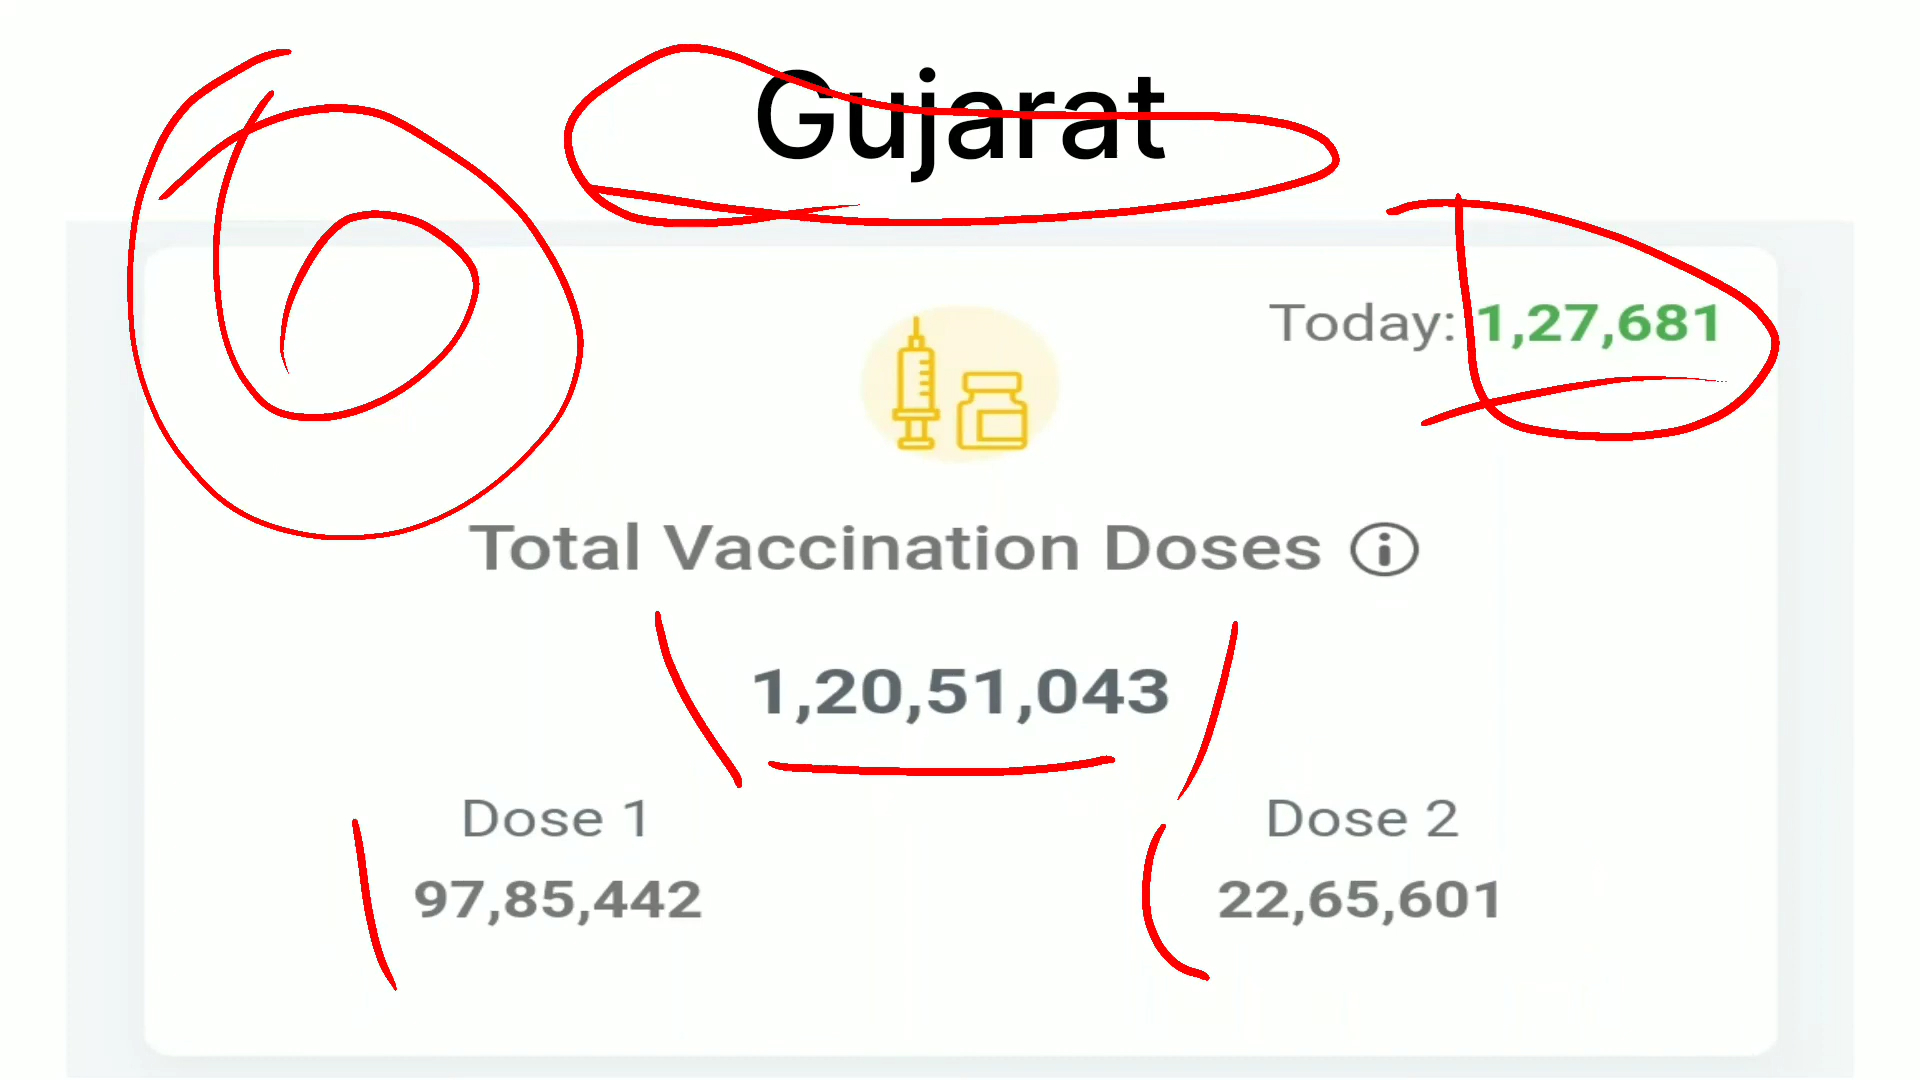 6
Gujarat
Today: 1,27,681
Total Vaccination Doses
1,20,51,043
Dose 1
97,85,442
Dose 2
22,65,601